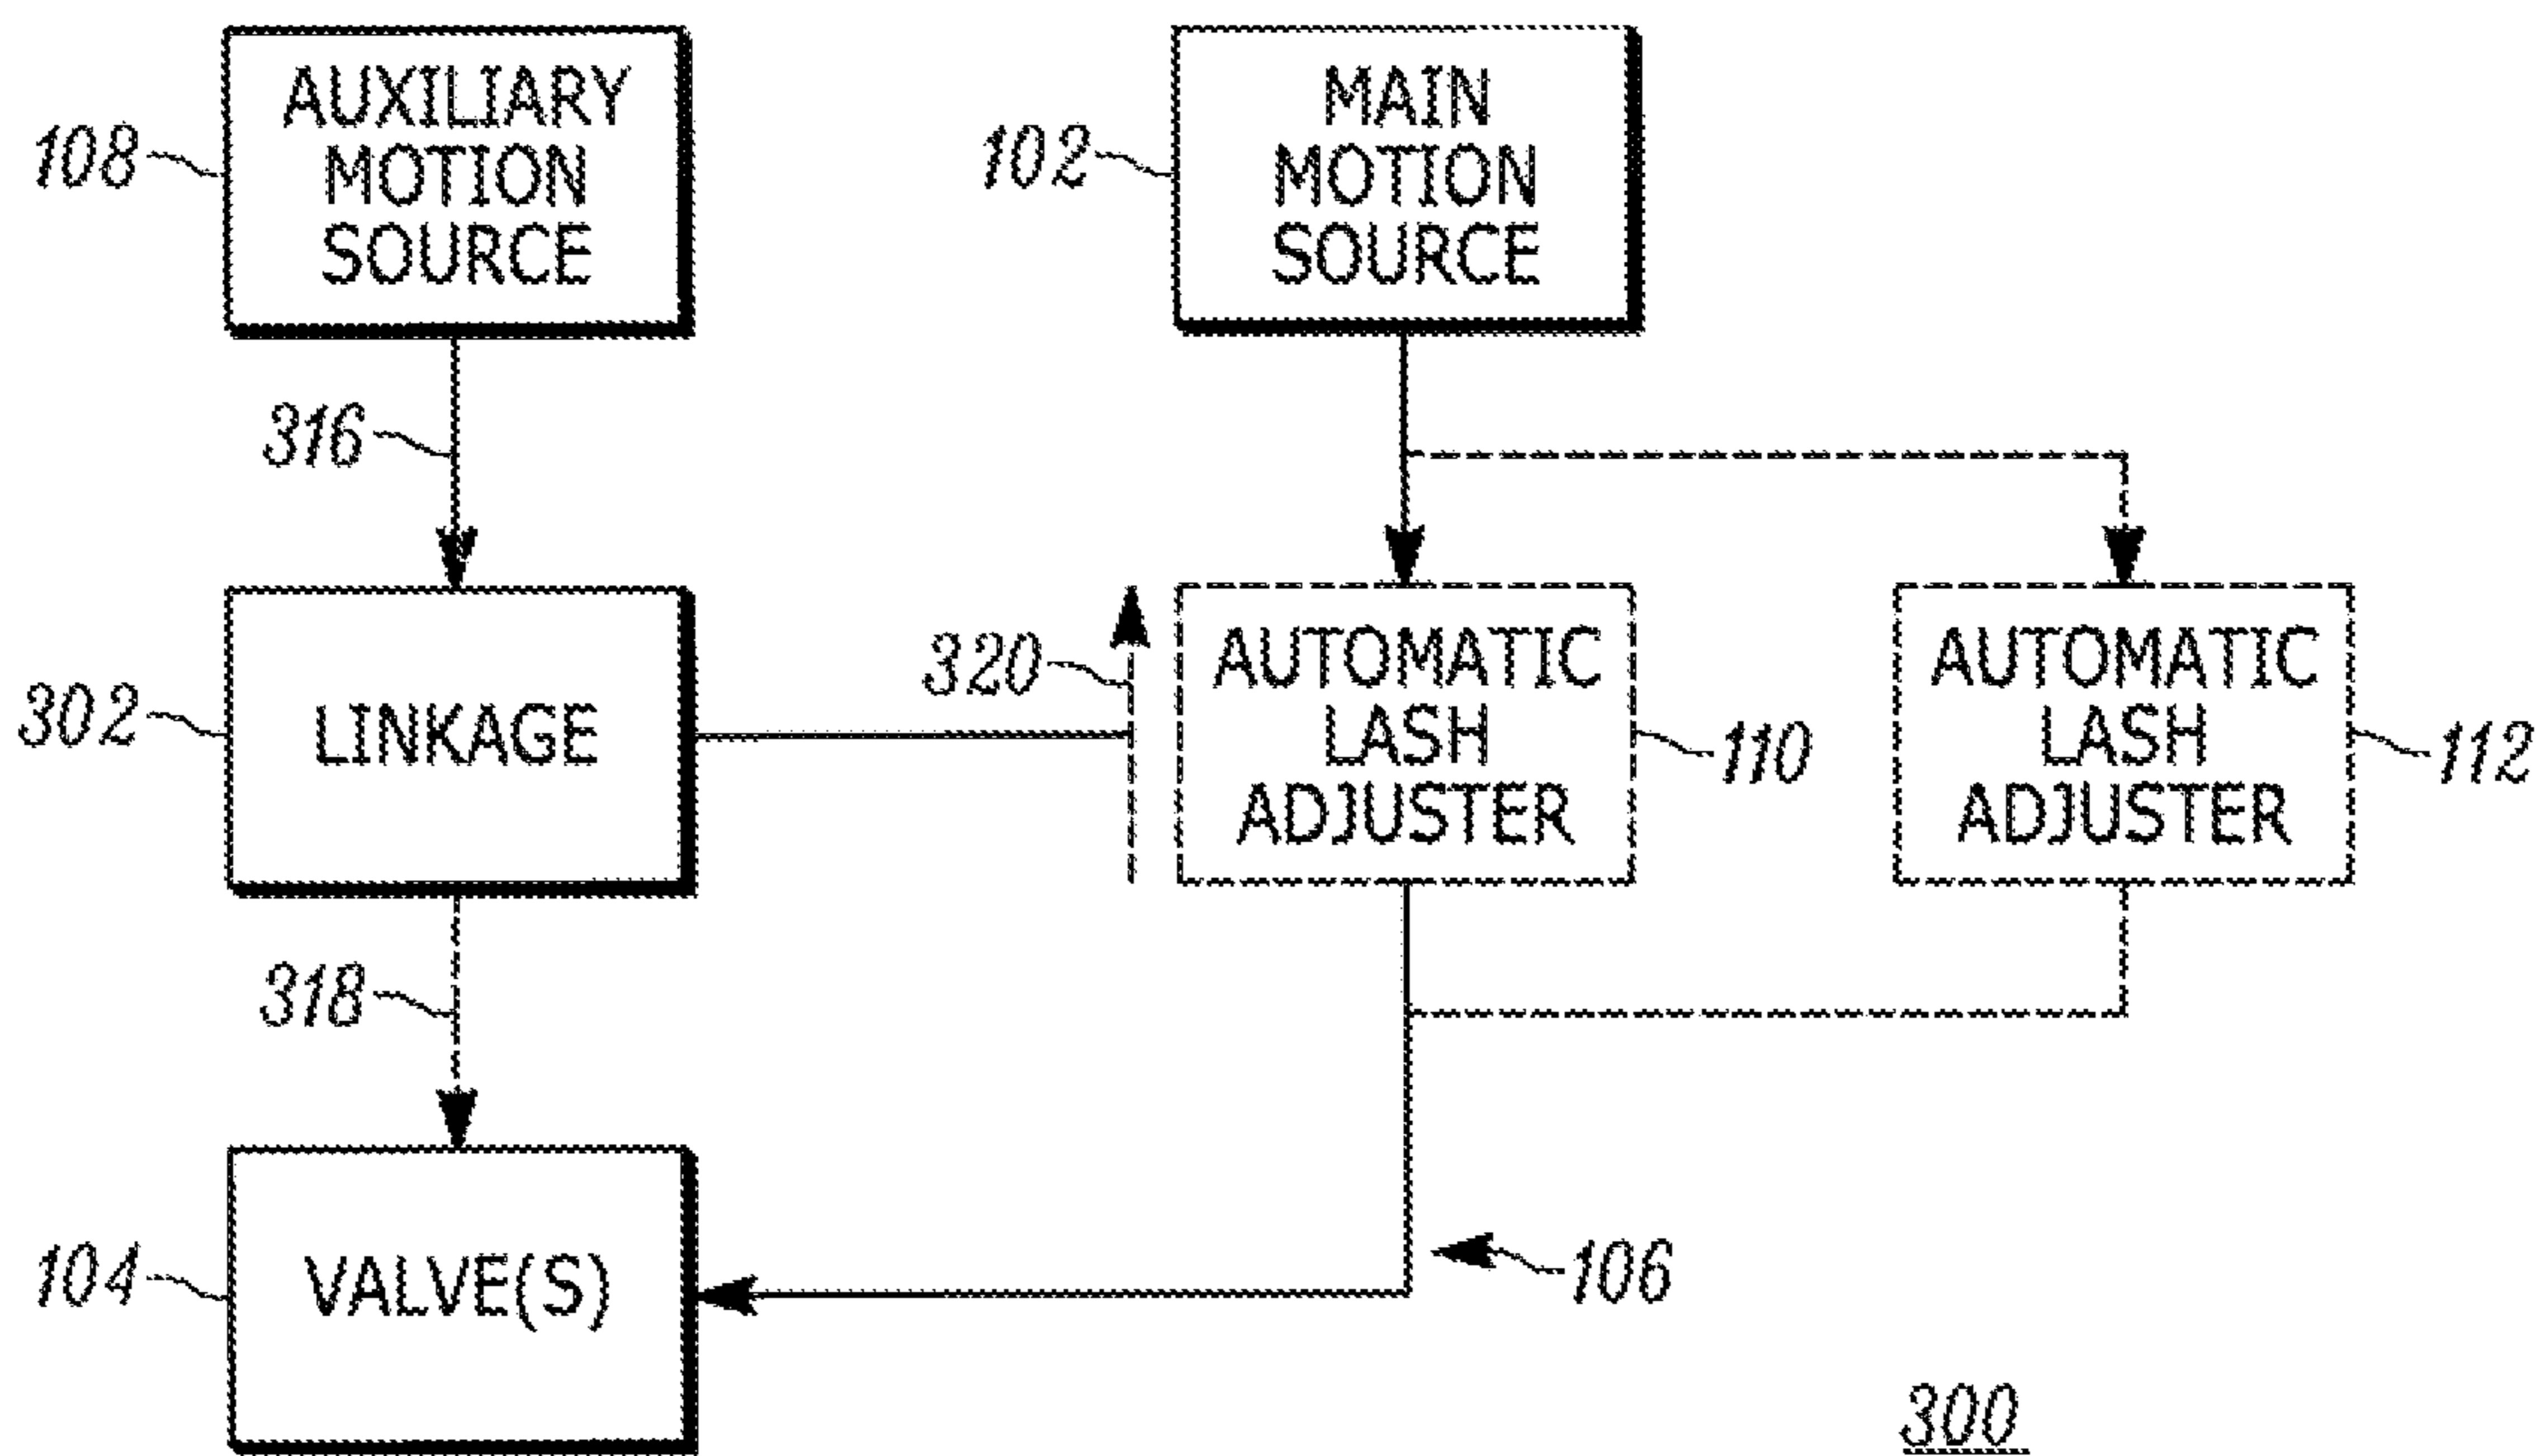 AUXILIARY
MOTION
SOURCE
108
MAIN
MOTION
SOURCE
102
316
LINKAGE
302
320
AUTOMATIC
LASH
ADJUSTER
110
AUTOMATIC
LASH
ADJUSTER
112
318
VALVE(S)
104
106
300